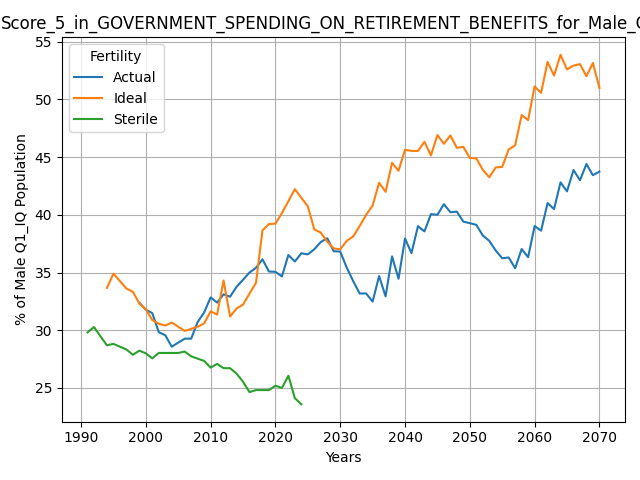 Score_5_in_GOVERNMENT_SPENDING_ON_RETIREMENT_BENEFITS_for_Male_
Fertility
Actual
Ideal
Sterile
% of Male Q1_IQ Population
55
50
45
40
35
30
25
1990
2000
2010
2020
2030
2040
2050
2060
2070
Years